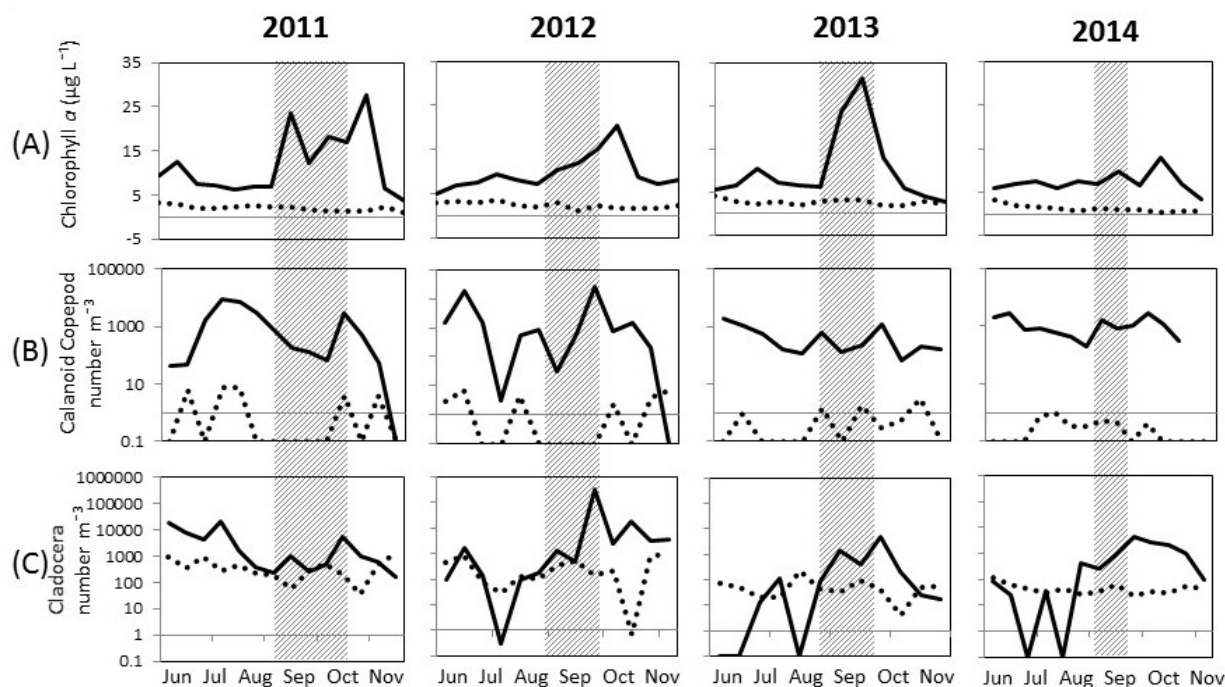 2011 2012 2013 2014
(A)
Chlorophyll a (µg L⁻¹)
35
25
15
5
-5
(B)
Calanoid Copepod
number m⁻³
100000
1000
10
0.1
(C)
Cladocera
number m⁻³
1000000
100000
10000
1000
100
10
1
0.1
Jun Jul Aug Sep Oct Nov Jun Jul Aug Sep Oct Nov Jun Jul Aug Sep Oct Nov Jun Jul Aug Sep Oct Nov